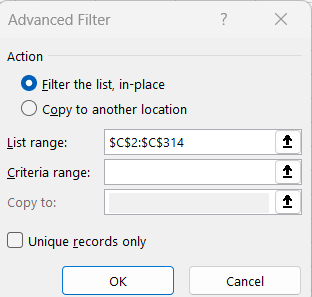 Advanced Filter ? ✕
Action
Filter the list, in-place
Copy to another location
List range: $C$2:$C$314
Criteria range:
Copy to:
Unique records only
OK Cancel